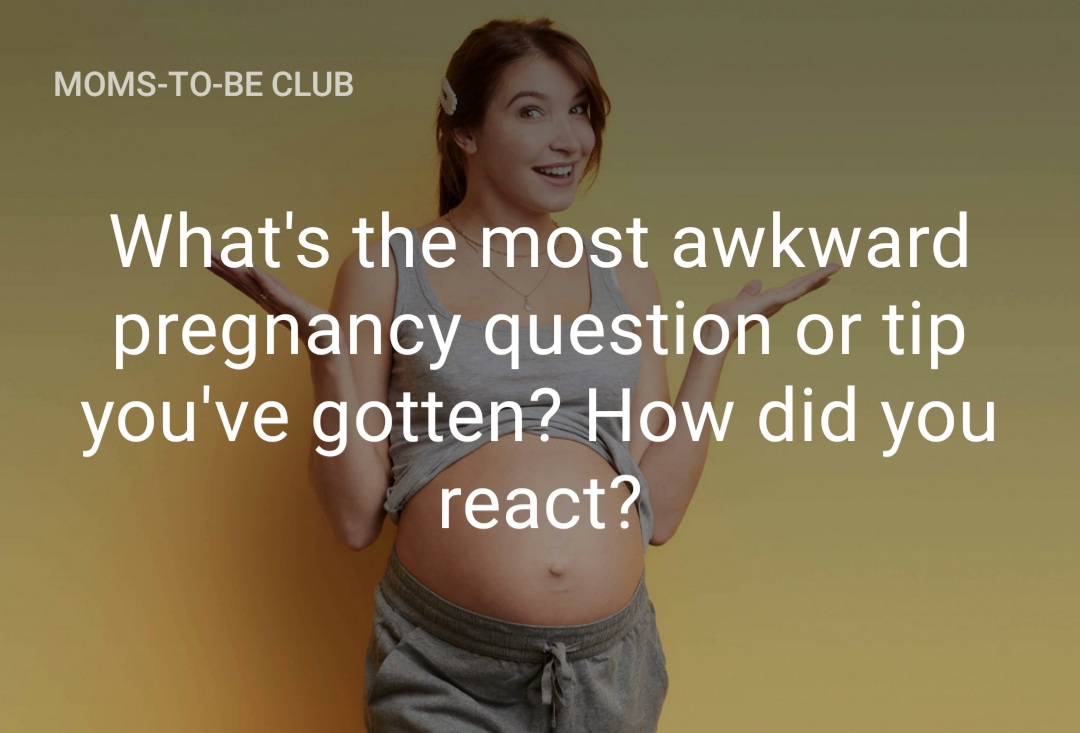 MOMS-TO-BE CLUB
What's the most awkward
pregnancy question or tip
you've gotten? How did you
react?